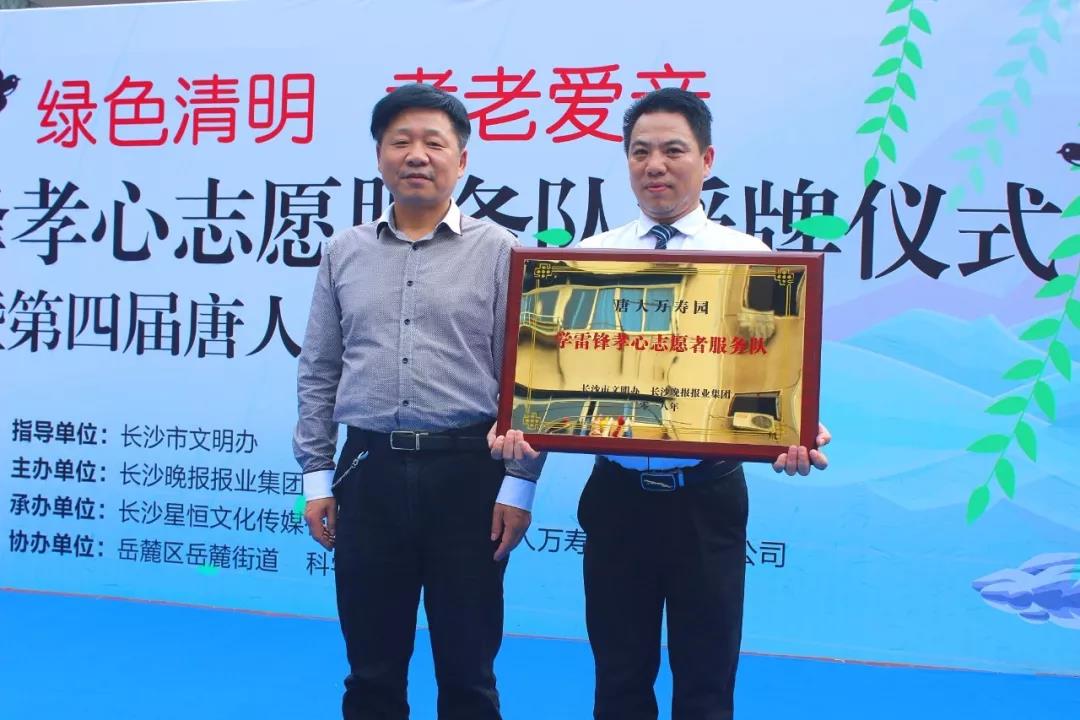 绿色清明 孝老爱亲
孝心志愿服务队授牌仪式
第四届唐人
指导单位：长沙市文明办
主办单位：长沙晚报报业集团
承办单位：长沙星恒文化传媒
协办单位：岳麓区岳麓街道 科 人万寿 公司
唐人万寿园
学雷锋孝心志愿者服务队
长沙市文明办 长沙晚报报业集团
八年